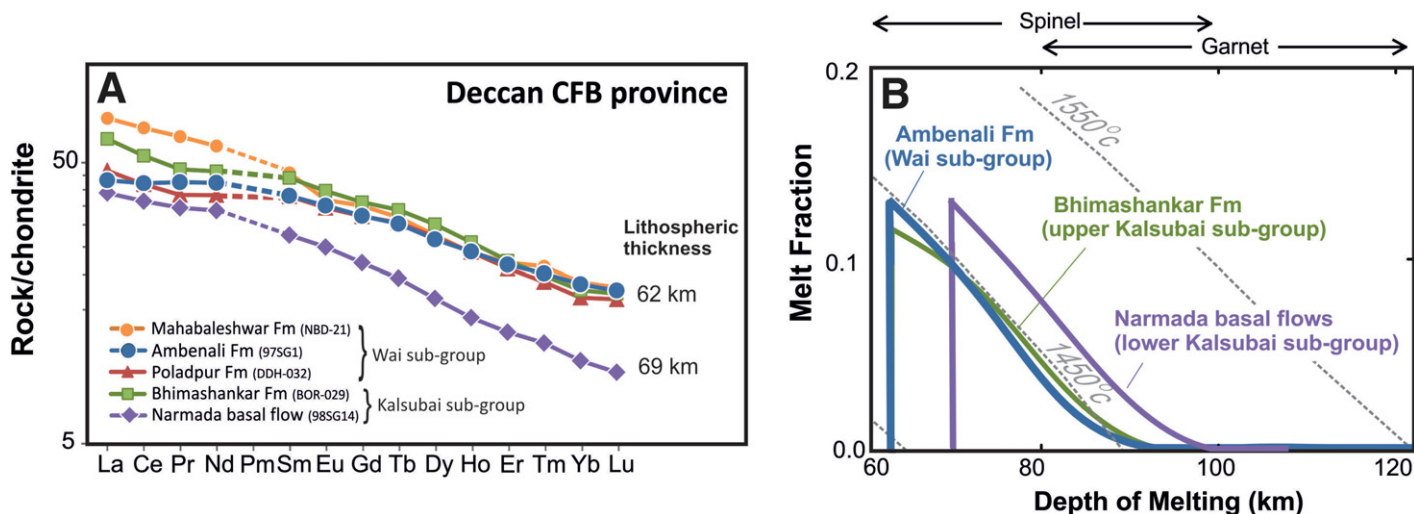 A
Deccan CFB province
Rock/chondrite
50
5
Lithospheric
thickness
62 km
69 km
Mahabaleshwar Fm (NBD-21)
Ambenali Fm (97SG1)
Poladpur Fm (DDH-032)
Wai sub-group
Bhimashankar Fm (BOR-029)
Narmada basal flow (98SG14)
Kalsubai sub-group
La Ce Pr Nd Pm Sm Eu Gd Tb Dy Ho Er Tm Yb Lu
Spinel
Garnet
B
0.2
0.1
0.0
Melt Fraction
1550°C
1450°C
Ambenali Fm
(Wai sub-group)
Bhimashankar Fm
(upper Kalsubai sub-group)
Narmada basal flows
(lower Kalsubai sub-group)
60 80 100 120
Depth of Melting (km)